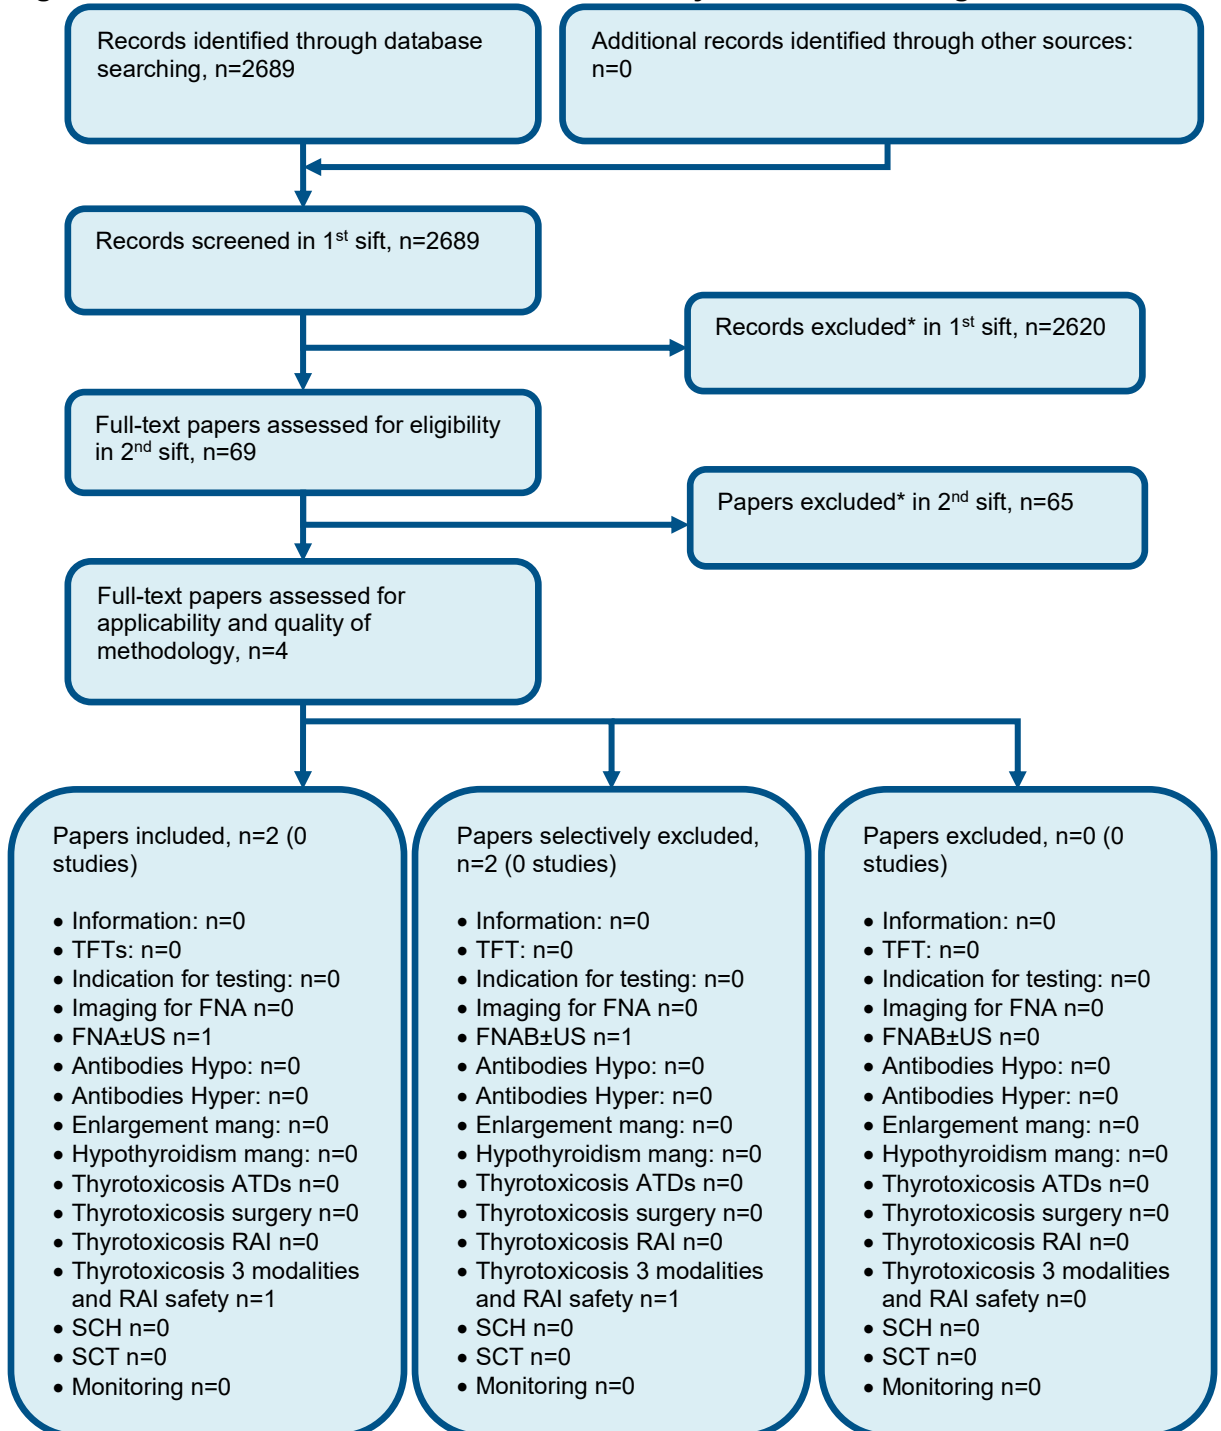 Records identified through database
searching, n=2689
Additional records identified through other sources:
n=0
Records screened in 1st sift, n=2689
Records excluded* in 1st sift, n=2620
Full-text papers assessed for eligibility
in 2nd sift, n=69
Papers excluded* in 2nd sift, n=65
Full-text papers assessed for
applicability and quality of
methodology, n=4
Papers included, n=2 (0
studies)
• Information: n=0
• TFTs: n=0
• Indication for testing: n=0
• Imaging for FNA n=0
• FNA±US n=1
• Antibodies Hypo: n=0
• Antibodies Hyper: n=0
• Enlargement mang: n=0
• Hypothyroidism mang: n=0
• Thyrotoxicosis ATDs n=0
• Thyrotoxicosis surgery n=0
• Thyrotoxicosis RAI n=0
• Thyrotoxicosis 3 modalities
and RAI safety n=1
• SCH n=0
• SCT n=0
• Monitoring n=0
Papers selectively excluded,
n=2 (0 studies)
• Information: n=0
• TFT: n=0
• Indication for testing: n=0
• Imaging for FNA n=0
• FNAB±US n=1
• Antibodies Hypo: n=0
• Antibodies Hyper: n=0
• Enlargement mang: n=0
• Hypothyroidism mang: n=0
• Thyrotoxicosis ATDs n=0
• Thyrotoxicosis surgery n=0
• Thyrotoxicosis RAI n=0
• Thyrotoxicosis 3 modalities
and RAI safety n=1
• SCH n=0
• SCT n=0
• Monitoring n=0
Papers excluded, n=0 (0
studies)
• Information: n=0
• TFT: n=0
• Indication for testing: n=0
• Imaging for FNA n=0
• FNAB±US n=0
• Antibodies Hypo: n=0
• Antibodies Hyper: n=0
• Enlargement mang: n=0
• Hypothyroidism mang: n=0
• Thyrotoxicosis ATDs n=0
• Thyrotoxicosis surgery n=0
• Thyrotoxicosis RAI n=0
• Thyrotoxicosis 3 modalities
and RAI safety n=0
• SCH n=0
• SCT n=0
• Monitoring n=0